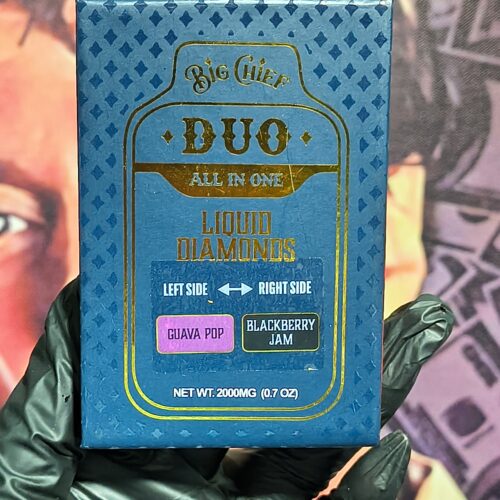 Big Chief
DUO
ALL IN ONE
LIQUID
DIAMONDS
LEFT SIDE ↔ RIGHT SIDE
GUAVA POP
BLACKBERRY
JAM
NET WT. 2000MG (0.7 OZ)